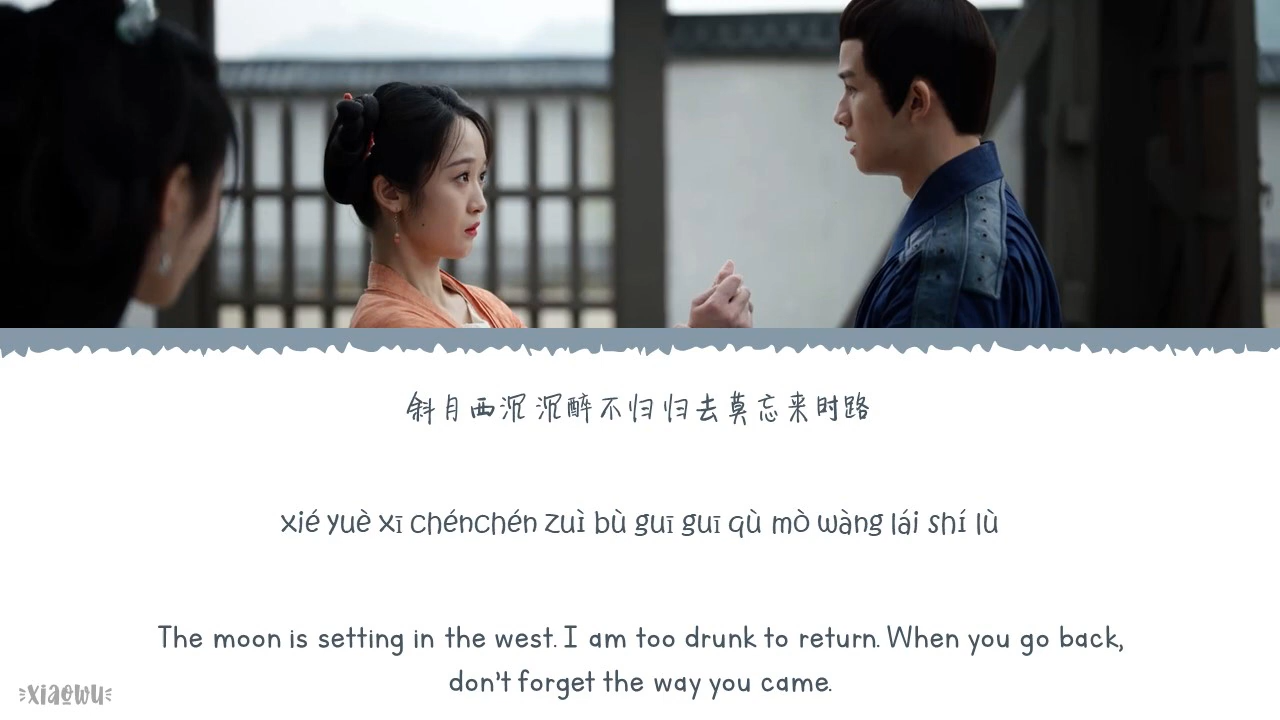 斜月西沉 沉醉不归 归去莫忘来时路
xié yuè xī chénchén zuì bù guī guī qù mò wàng lái shí lù
The moon is setting in the west. I am too drunk to return. When you go back,
don't forget the way you came.
xiaowu